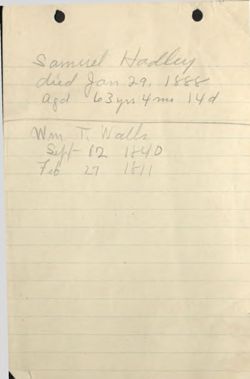 Samuel Hadley
died Jan 29, 1888
agd 63 yrs 4 mo 14 d
Wm T. Walls
Sept 12 1840
Feb 27 1811